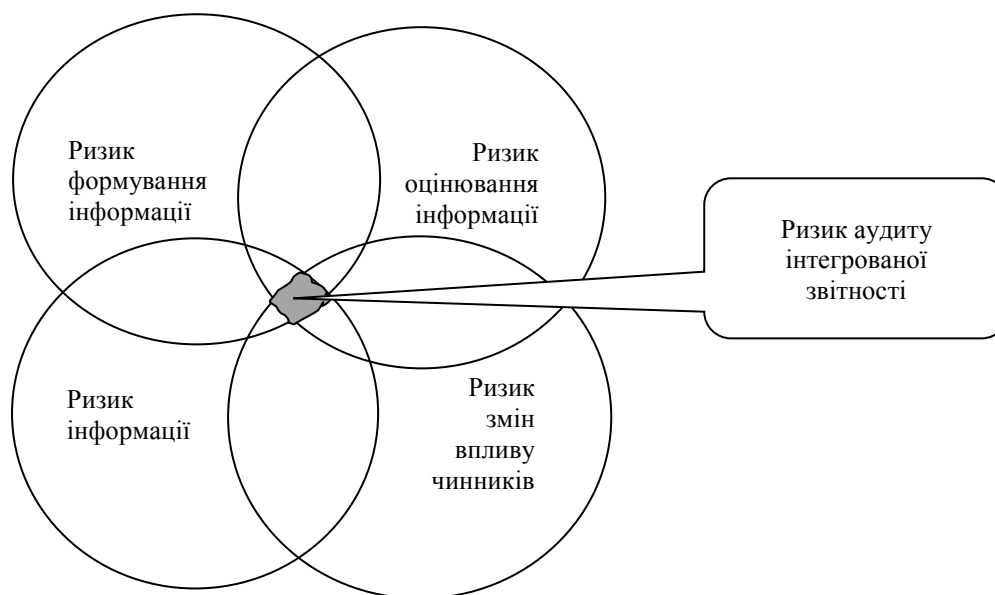 Ризик
формування
інформації
Ризик
оцінювання
інформації
Ризик аудиту
інтегрованої
звітності
Ризик
інформації
Ризик
змін
впливу
чинників